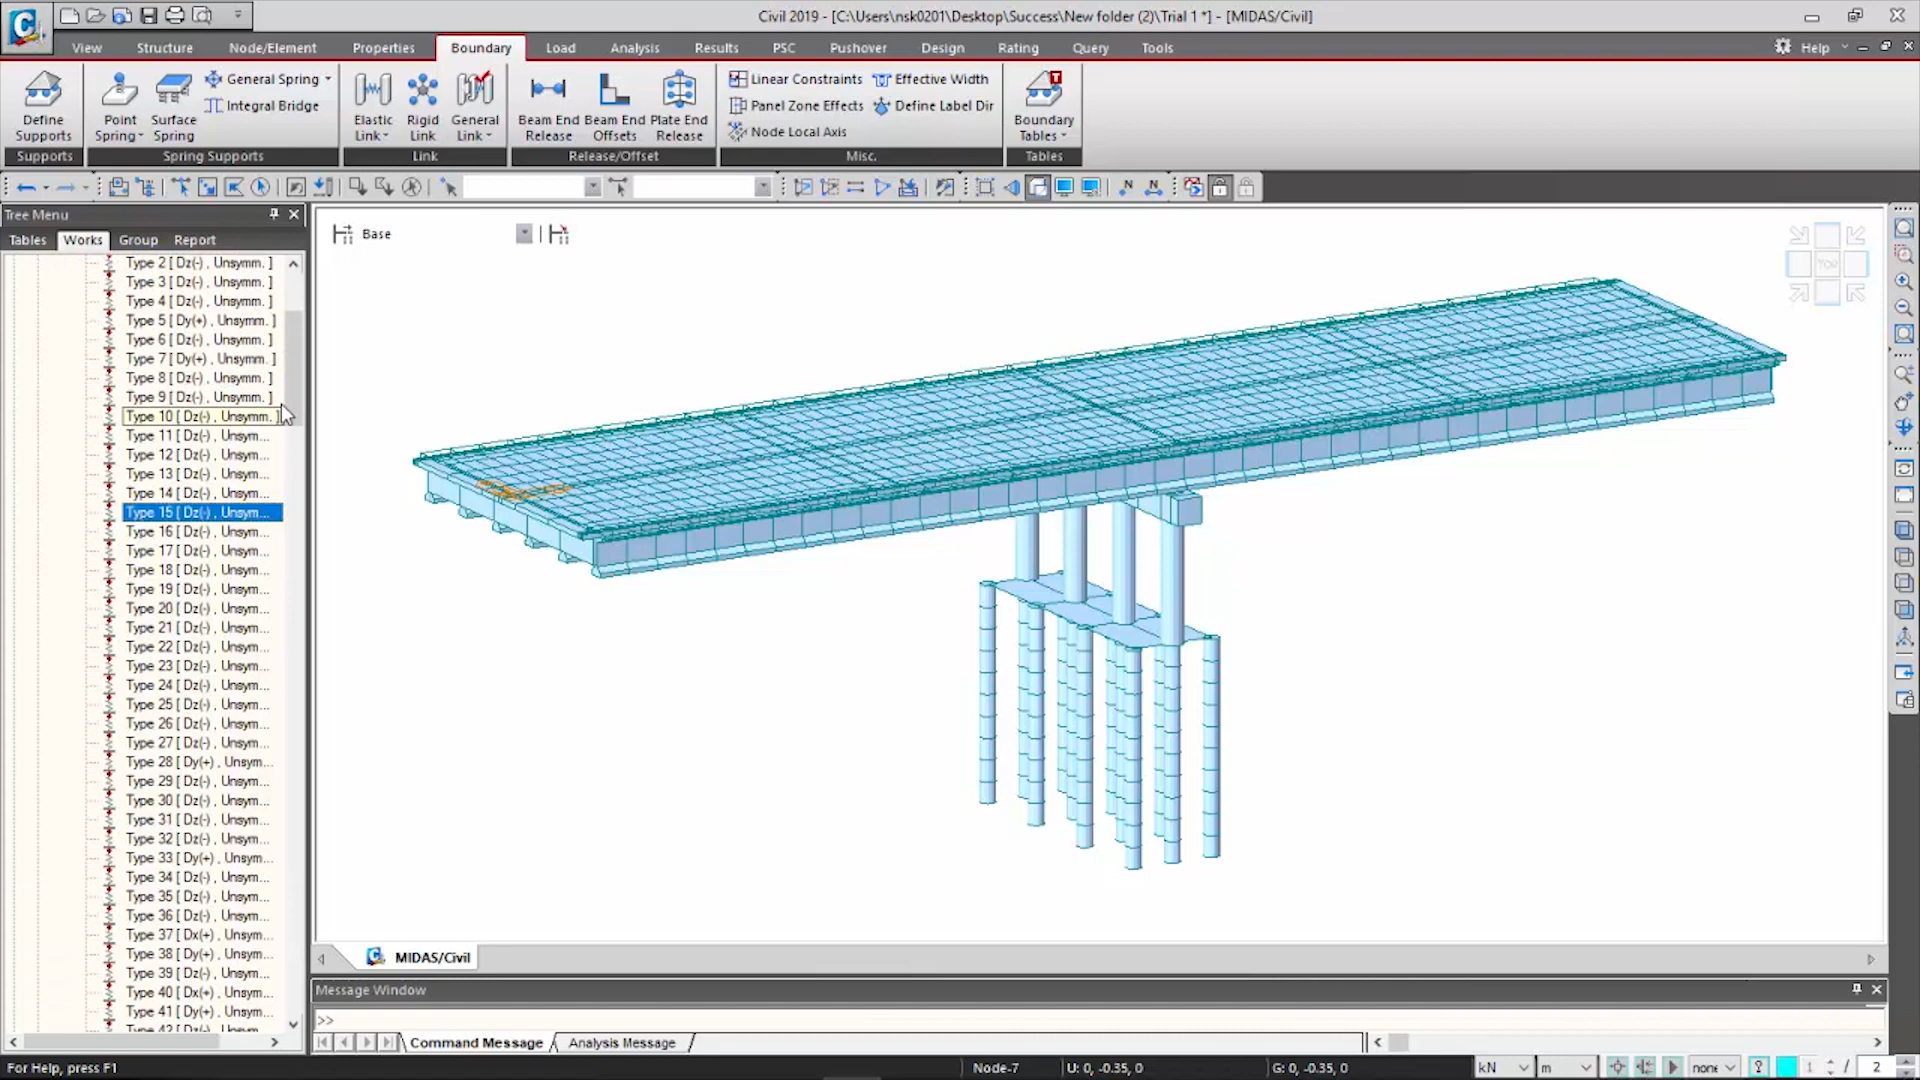 Civil 2019 - [C:\Users\nsk0201\Desktop\Success\New folder (2)\Trial 1 *] - [MIDAS/Civil]
View Structure Node/Element Properties Boundary Load Analysis Results PSC Pushover Design Rating Query Tools Help
Define Supports
Point Spring
Surface Spring
General Spring
Integral Bridge
Elastic Link
Rigid Link
General Link
Beam End Release
Beam End Offsets
Plate End Release
Linear Constraints
Effective Width
Panel Zone Effects
Define Label Dir
Node Local Axis
Boundary Tables
Supports Spring Supports Link Release/Offset Misc. Tables
Tree Menu
Tables Works Group Report
Type 2 [ Dz(-) , Unsymm. ]
Type 3 [ Dz(-) , Unsymm. ]
Type 4 [ Dz(-) , Unsymm. ]
Type 5 [ Dy(+) , Unsymm. ]
Type 6 [ Dz(-) , Unsymm. ]
Type 7 [ Dy(+) , Unsymm. ]
Type 8 [ Dz(-) , Unsymm. ]
Type 9 [ Dz(-) , Unsymm. ]
Type 10 [ Dz(-) , Unsymm. ]
Type 11 [ Dz(-) , Unsym...
Type 12 [ Dz(-) , Unsym...
Type 13 [ Dz(-) , Unsym...
Type 14 [ Dz(-) , Unsym...
Type 15 [ Dz(-) , Unsym...
Type 16 [ Dz(-) , Unsym...
Type 17 [ Dz(-) , Unsym...
Type 18 [ Dz(-) , Unsym...
Type 19 [ Dz(-) , Unsym...
Type 20 [ Dz(-) , Unsym...
Type 21 [ Dz(-) , Unsym...
Type 22 [ Dz(-) , Unsym...
Type 23 [ Dz(-) , Unsym...
Type 24 [ Dz(-) , Unsym...
Type 25 [ Dz(-) , Unsym...
Type 26 [ Dz(-) , Unsym...
Type 27 [ Dz(-) , Unsym...
Type 28 [ Dy(+) , Unsym...
Type 29 [ Dz(-) , Unsym...
Type 30 [ Dz(-) , Unsym...
Type 31 [ Dz(-) , Unsym...
Type 32 [ Dz(-) , Unsym...
Type 33 [ Dy(+) , Unsym...
Type 34 [ Dz(-) , Unsym...
Type 35 [ Dz(-) , Unsym...
Type 36 [ Dz(-) , Unsym...
Type 37 [ Dx(+) , Unsym...
Type 38 [ Dy(+) , Unsym...
Type 39 [ Dz(-) , Unsym...
Type 40 [ Dx(+) , Unsym...
Type 41 [ Dy(+) , Unsym...
Type 42 [ Dz(-) , Unsym...
Base
TOP
MIDAS/Civil
Message Window
>>
Command Message Analysis Message
For Help, press F1 Node-7 U: 0, -0.35, 0 G: 0, -0.35, 0 kN m none 1 / 2